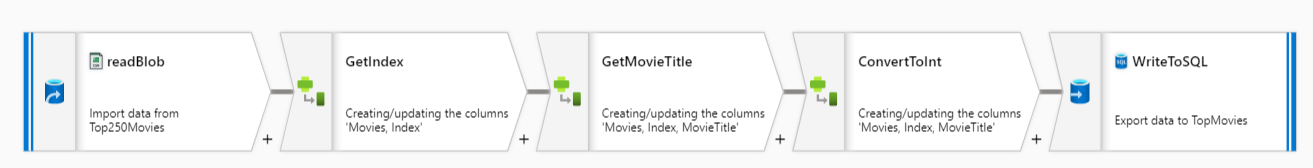 readBlob
Import data from
Top250Movies
+
GetIndex
Creating/updating the columns
'Movies, Index'
+
GetMovieTitle
Creating/updating the columns
'Movies, Index, MovieTitle'
+
ConvertToInt
Creating/updating the columns
'Movies, Index, MovieTitle'
+
SQL
WriteToSQL
Export data to TopMovies